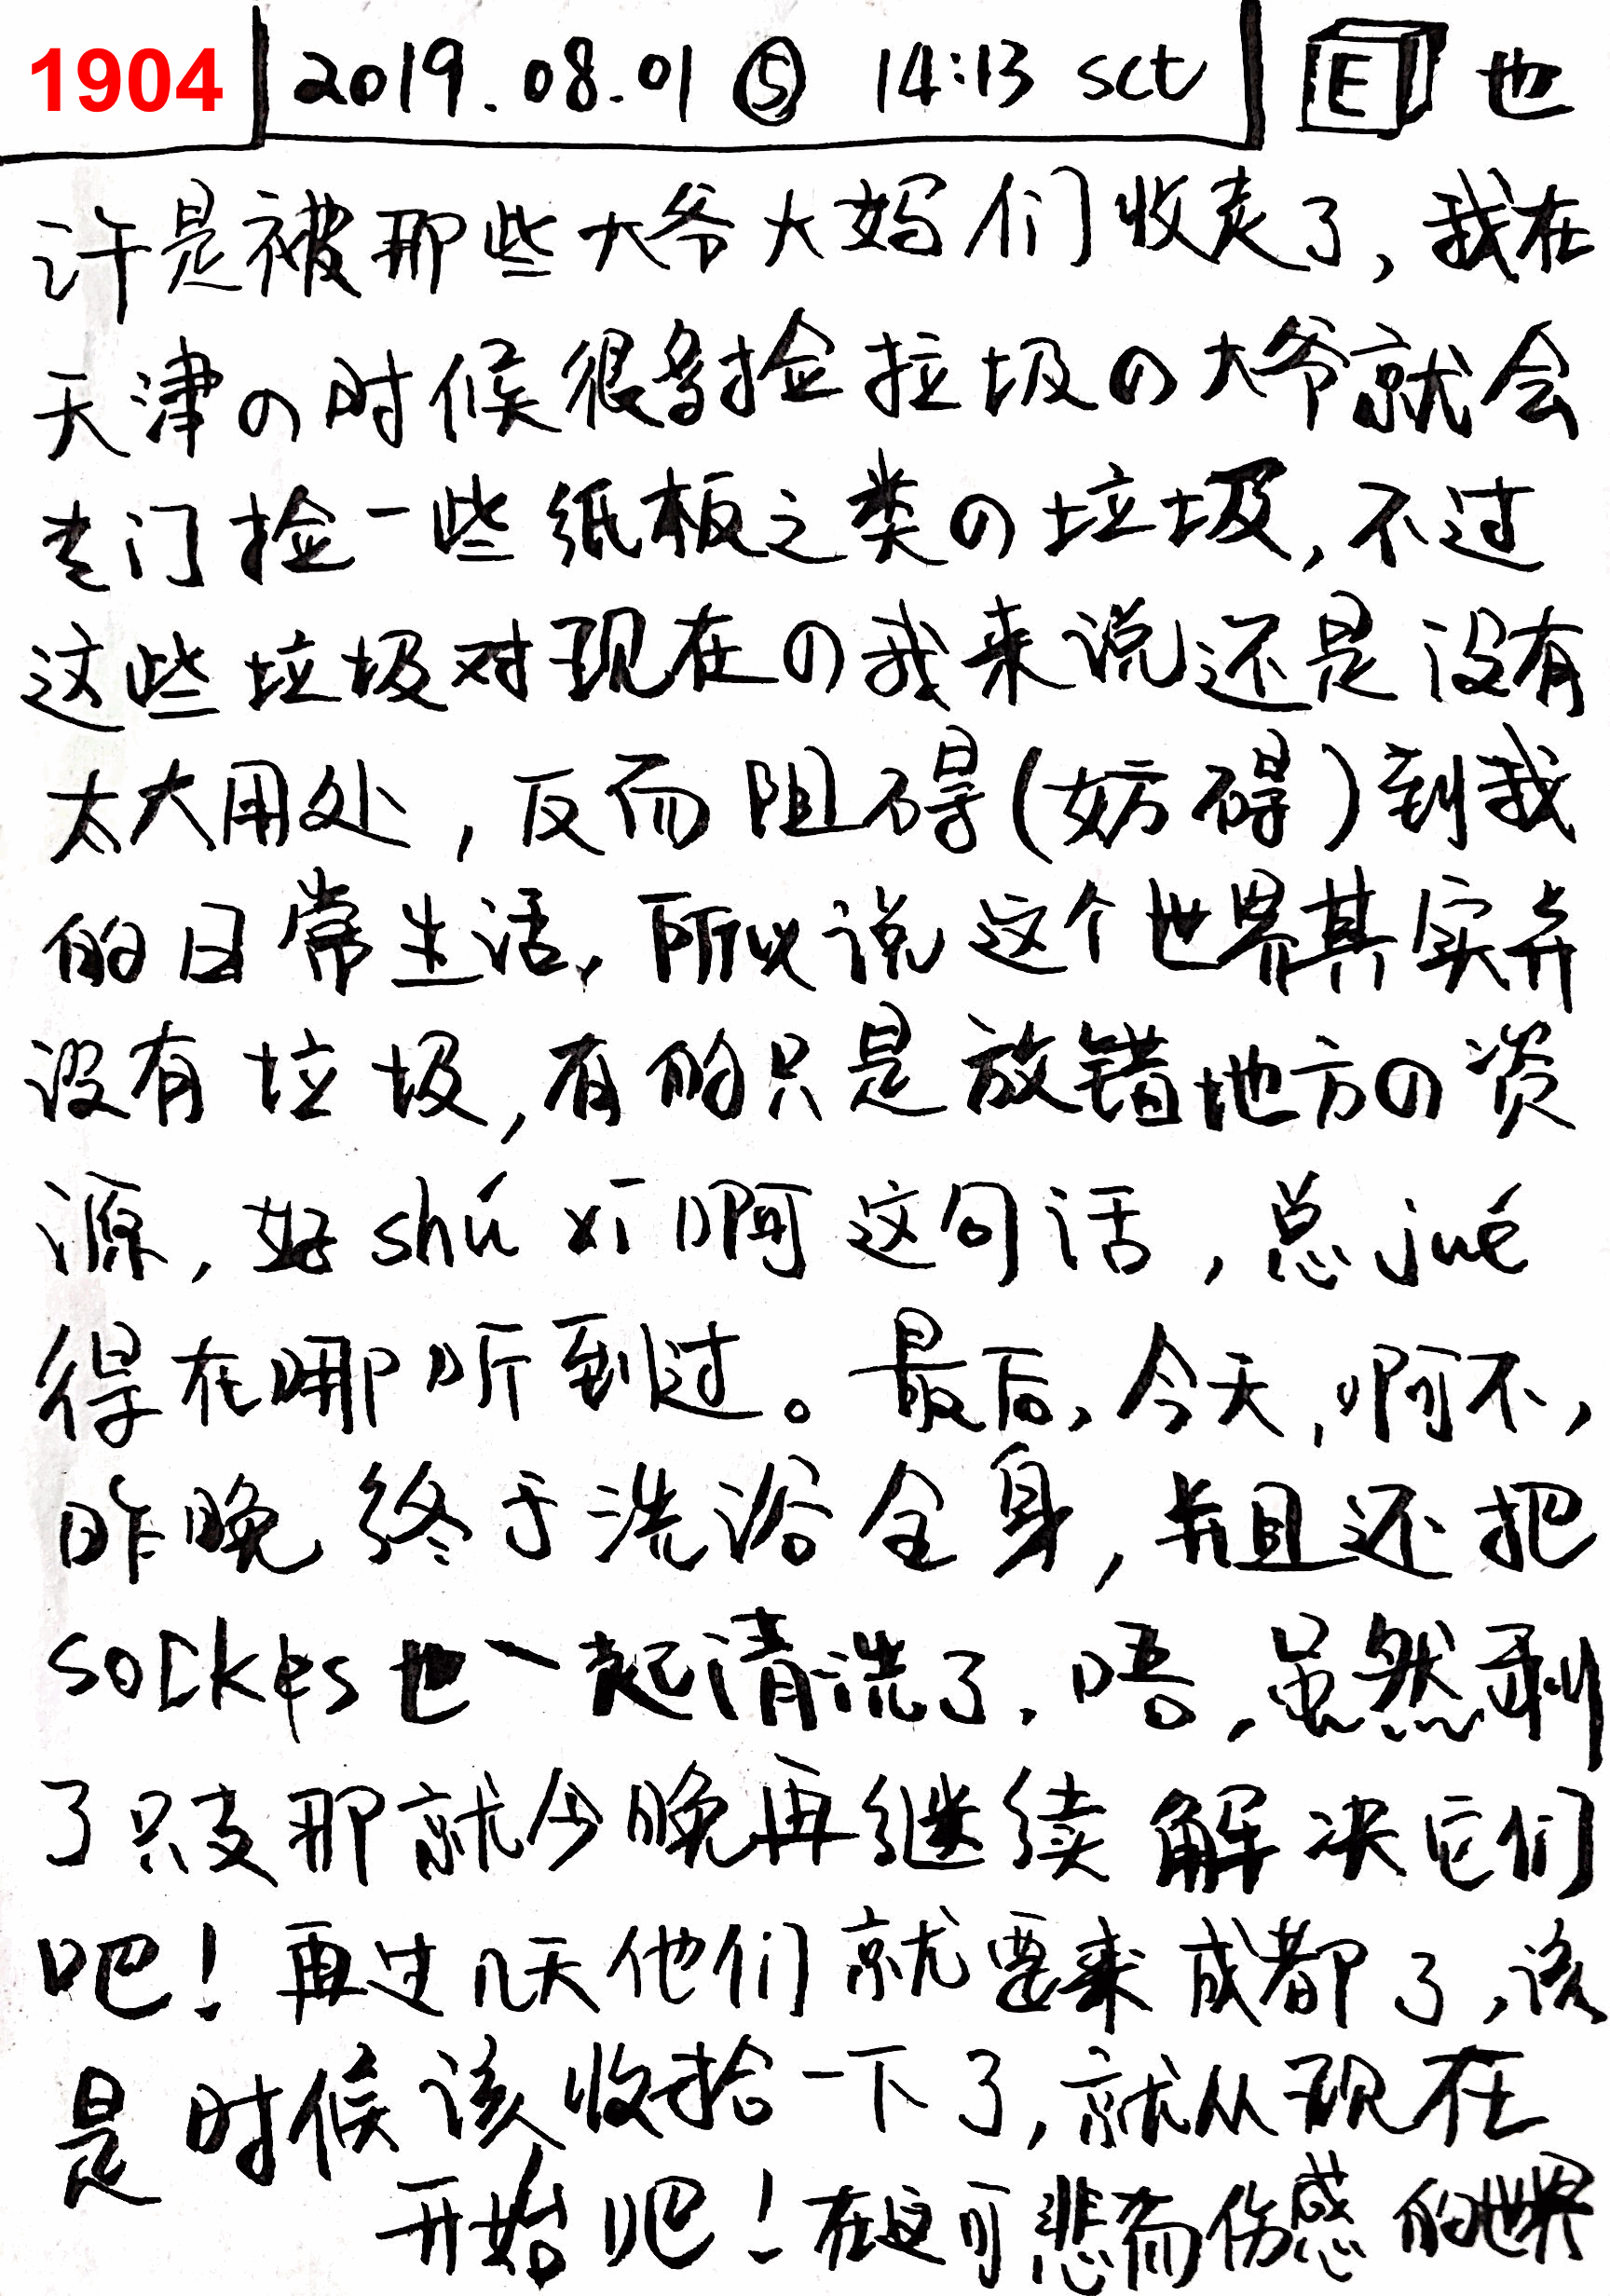 1904 2019.08.01 ⑤ 14:13 sct E 也
许是被那些大爷大妈们收走了,我在
天津の时候很多捡垃圾の大爷就会
专门捡一些纸板之类の垃圾,不过
这些垃圾对现在の我来说还是没有
太大用处,反而阻碍(妨碍)到我
的日常生活,所以说这个世界其实并
没有垃圾,有的只是放错地方の资
源,好shú xī啊这句话,总jué
得在哪听到过。最后,今天,啊不,
昨晚终于洗浴全身,并且还把
socks也一起清洗了.唔,虽然剩
了只支那就今晚再继续解决它们
吧!再过几天他们就要来成都了,该
是时候该收拾一下了,就从现在
开始吧!在这可悲而伤感的世界